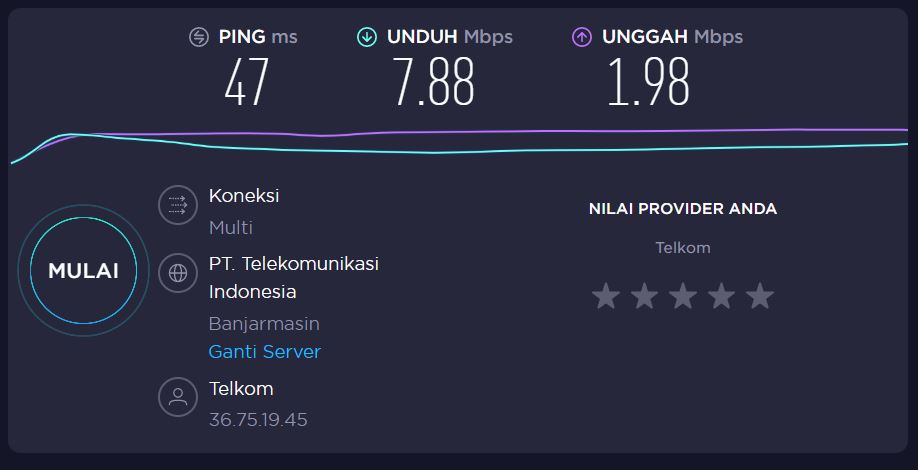 PING ms
UNDUH Mbps
UNGGAH Mbps
47
7.88
1.98
MULAI
Koneksi
Multi
PT. Telekomunikasi
Indonesia
Banjarmasin
Ganti Server
Telkom
36.75.19.45
NILAI PROVIDER ANDA
Telkom